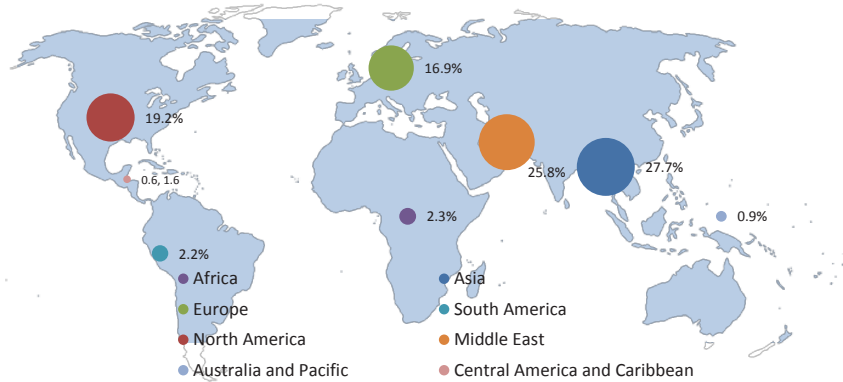 16.9%
19.2%
25.8%
27.7%
0.6, 1.6
2.3%
0.9%
2.2%
Africa
Asia
Europe
South America
North America
Middle East
Australia and Pacific
Central America and Caribbean